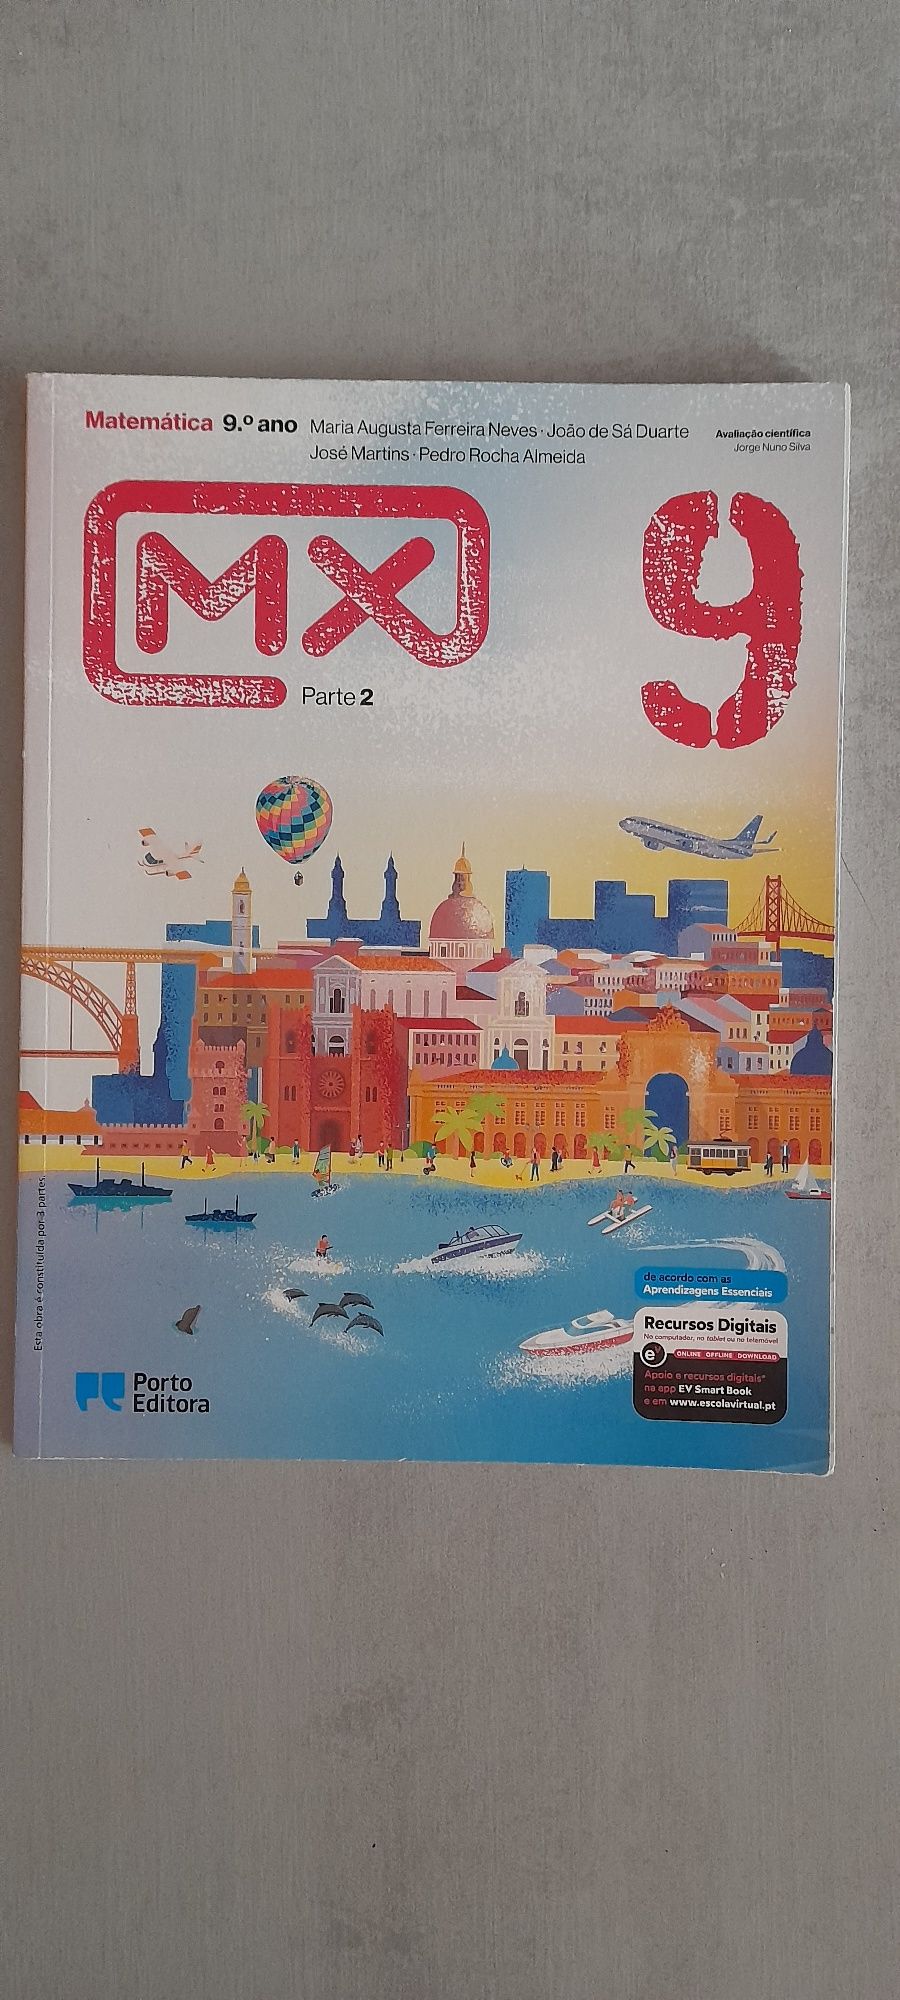 Matemática 9.º ano
Maria Augusta Ferreira Neves · João de Sá Duarte
José Martins · Pedro Rocha Almeida
Avaliação científica
Jorge Nuno Silva
MX
9
Parte 2
Esta obra é constituída por 3 partes.
de acordo com as
Aprendizagens Essenciais
Recursos Digitais
No computador, no tablet ou no telemóvel
ev
ONLINE OFFLINE DOWNLOAD
Apoio e recursos digitais*
na app EV Smart Book
e em www.escolavirtual.pt
Porto
Editora